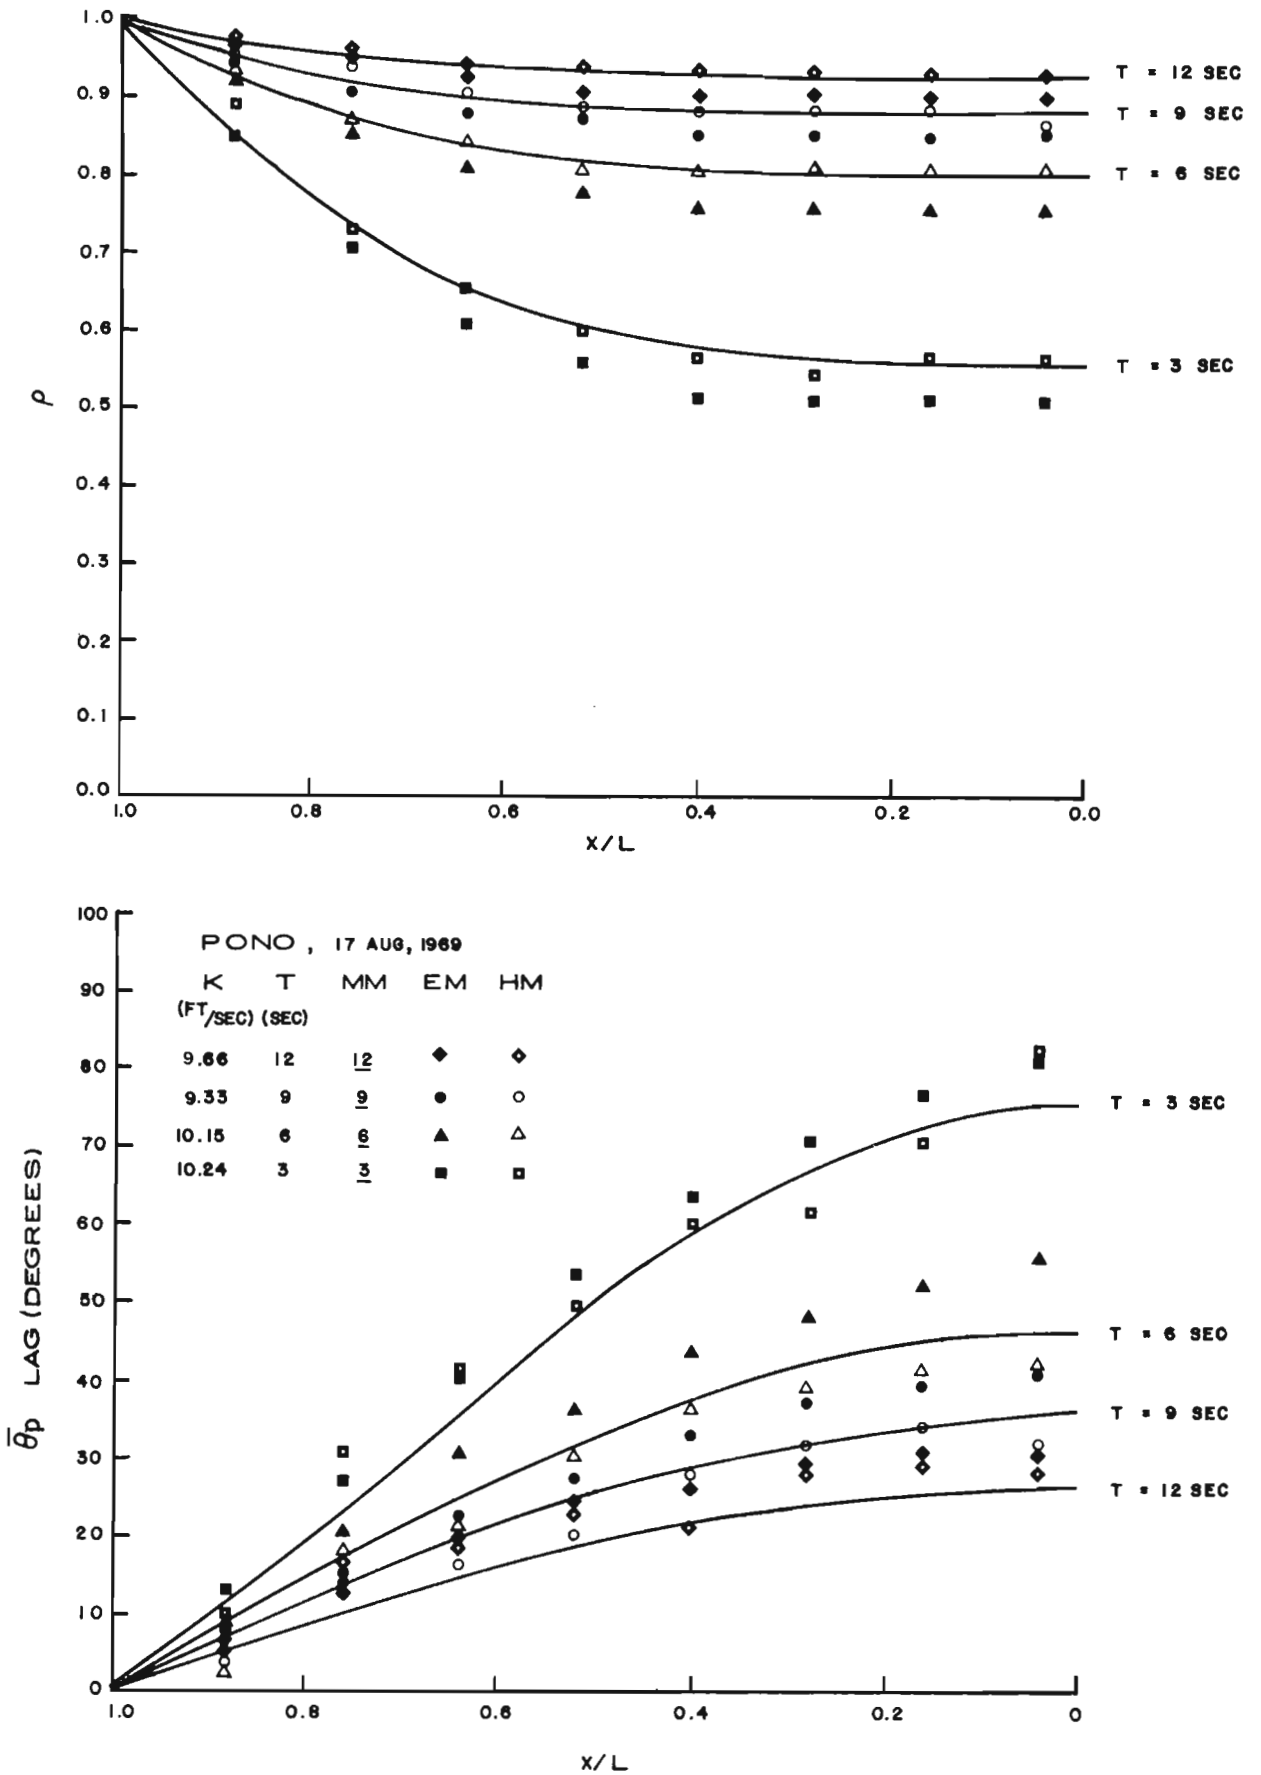 1.0
0.9
0.8
0.7
0.6
0.5
0.4
0.3
0.2
0.1
0.0
ρ
T = 12 SEC
T = 9 SEC
T = 6 SEC
T = 3 SEC
1.0 0.8 0.6 0.4 0.2 0.0
X/L
100
90
80
70
60
50
40
30
20
10
0
θ̅p LAG (DEGREES)
PONO, 17 AUG, 1969
K T MM EM HM
(FT/SEC) (SEC)
9.66 12 12
9.33 9 9
10.15 6 6
10.24 3 3
T = 3 SEC
T = 6 SEC
T = 9 SEC
T = 12 SEC
1.0 0.8 0.6 0.4 0.2 0
X/L